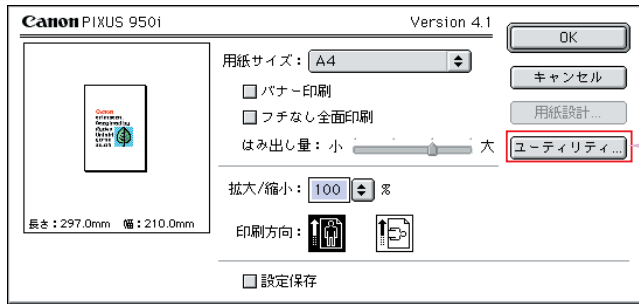 Canon PIXUS 950i
Version 4.1
OK
用紙サイズ： A4
キャンセル
バナー印刷
用紙設計...
フチなし全面印刷
はみ出し量： 小 大
ユーティリティ...
拡大/縮小： 100 %
長さ：297.0mm 幅：210.0mm
印刷方向：
設定保存